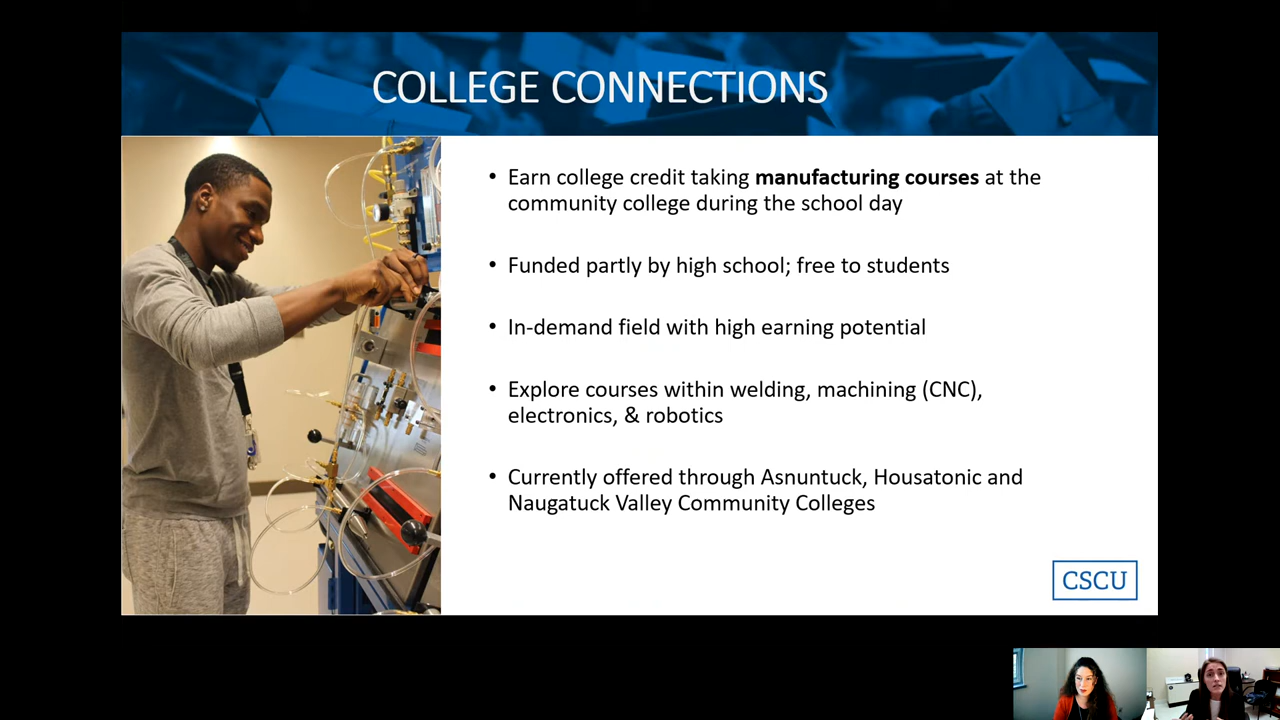 COLLEGE CONNECTIONS
• Earn college credit taking manufacturing courses at the
community college during the school day
• Funded partly by high school; free to students
• In-demand field with high earning potential
• Explore courses within welding, machining (CNC),
electronics, & robotics
• Currently offered through Asnuntuck, Housatonic and
Naugatuck Valley Community Colleges
CSCU